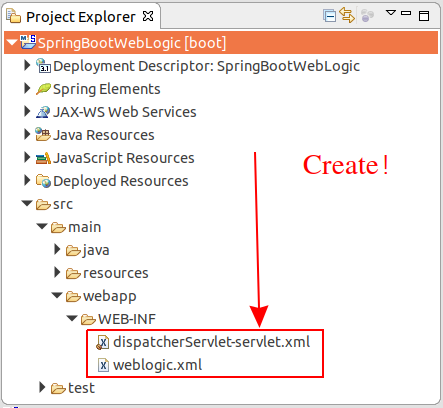 Project Explorer
SpringBootWebLogic [boot]
Deployment Descriptor: SpringBootWebLogic
Spring Elements
JAX-WS Web Services
Java Resources
Create!
JavaScript Resources
Deployed Resources
src
main
java
resources
webapp
WEB-INF
dispatcherServlet-servlet.xml
weblogic.xml
test